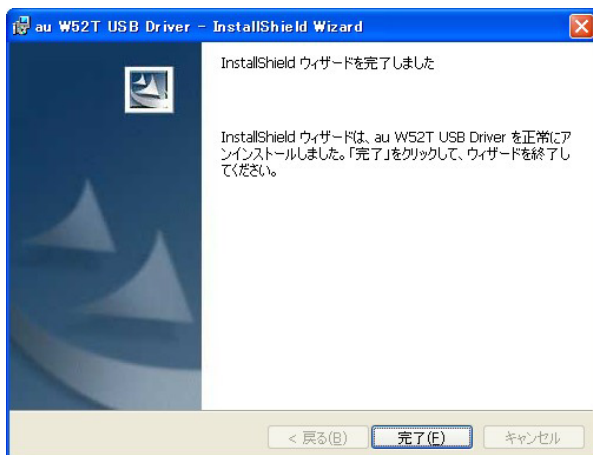 au W52T USB Driver - InstallShield Wizard
InstallShield ウィザードを完了しました
InstallShield ウィザードは、au W52T USB Driver を正常にア
ンインストールしました。「完了」をクリックして、ウィザードを終了し
てください。
< 戻る(B)
完了(F)
キャンセル